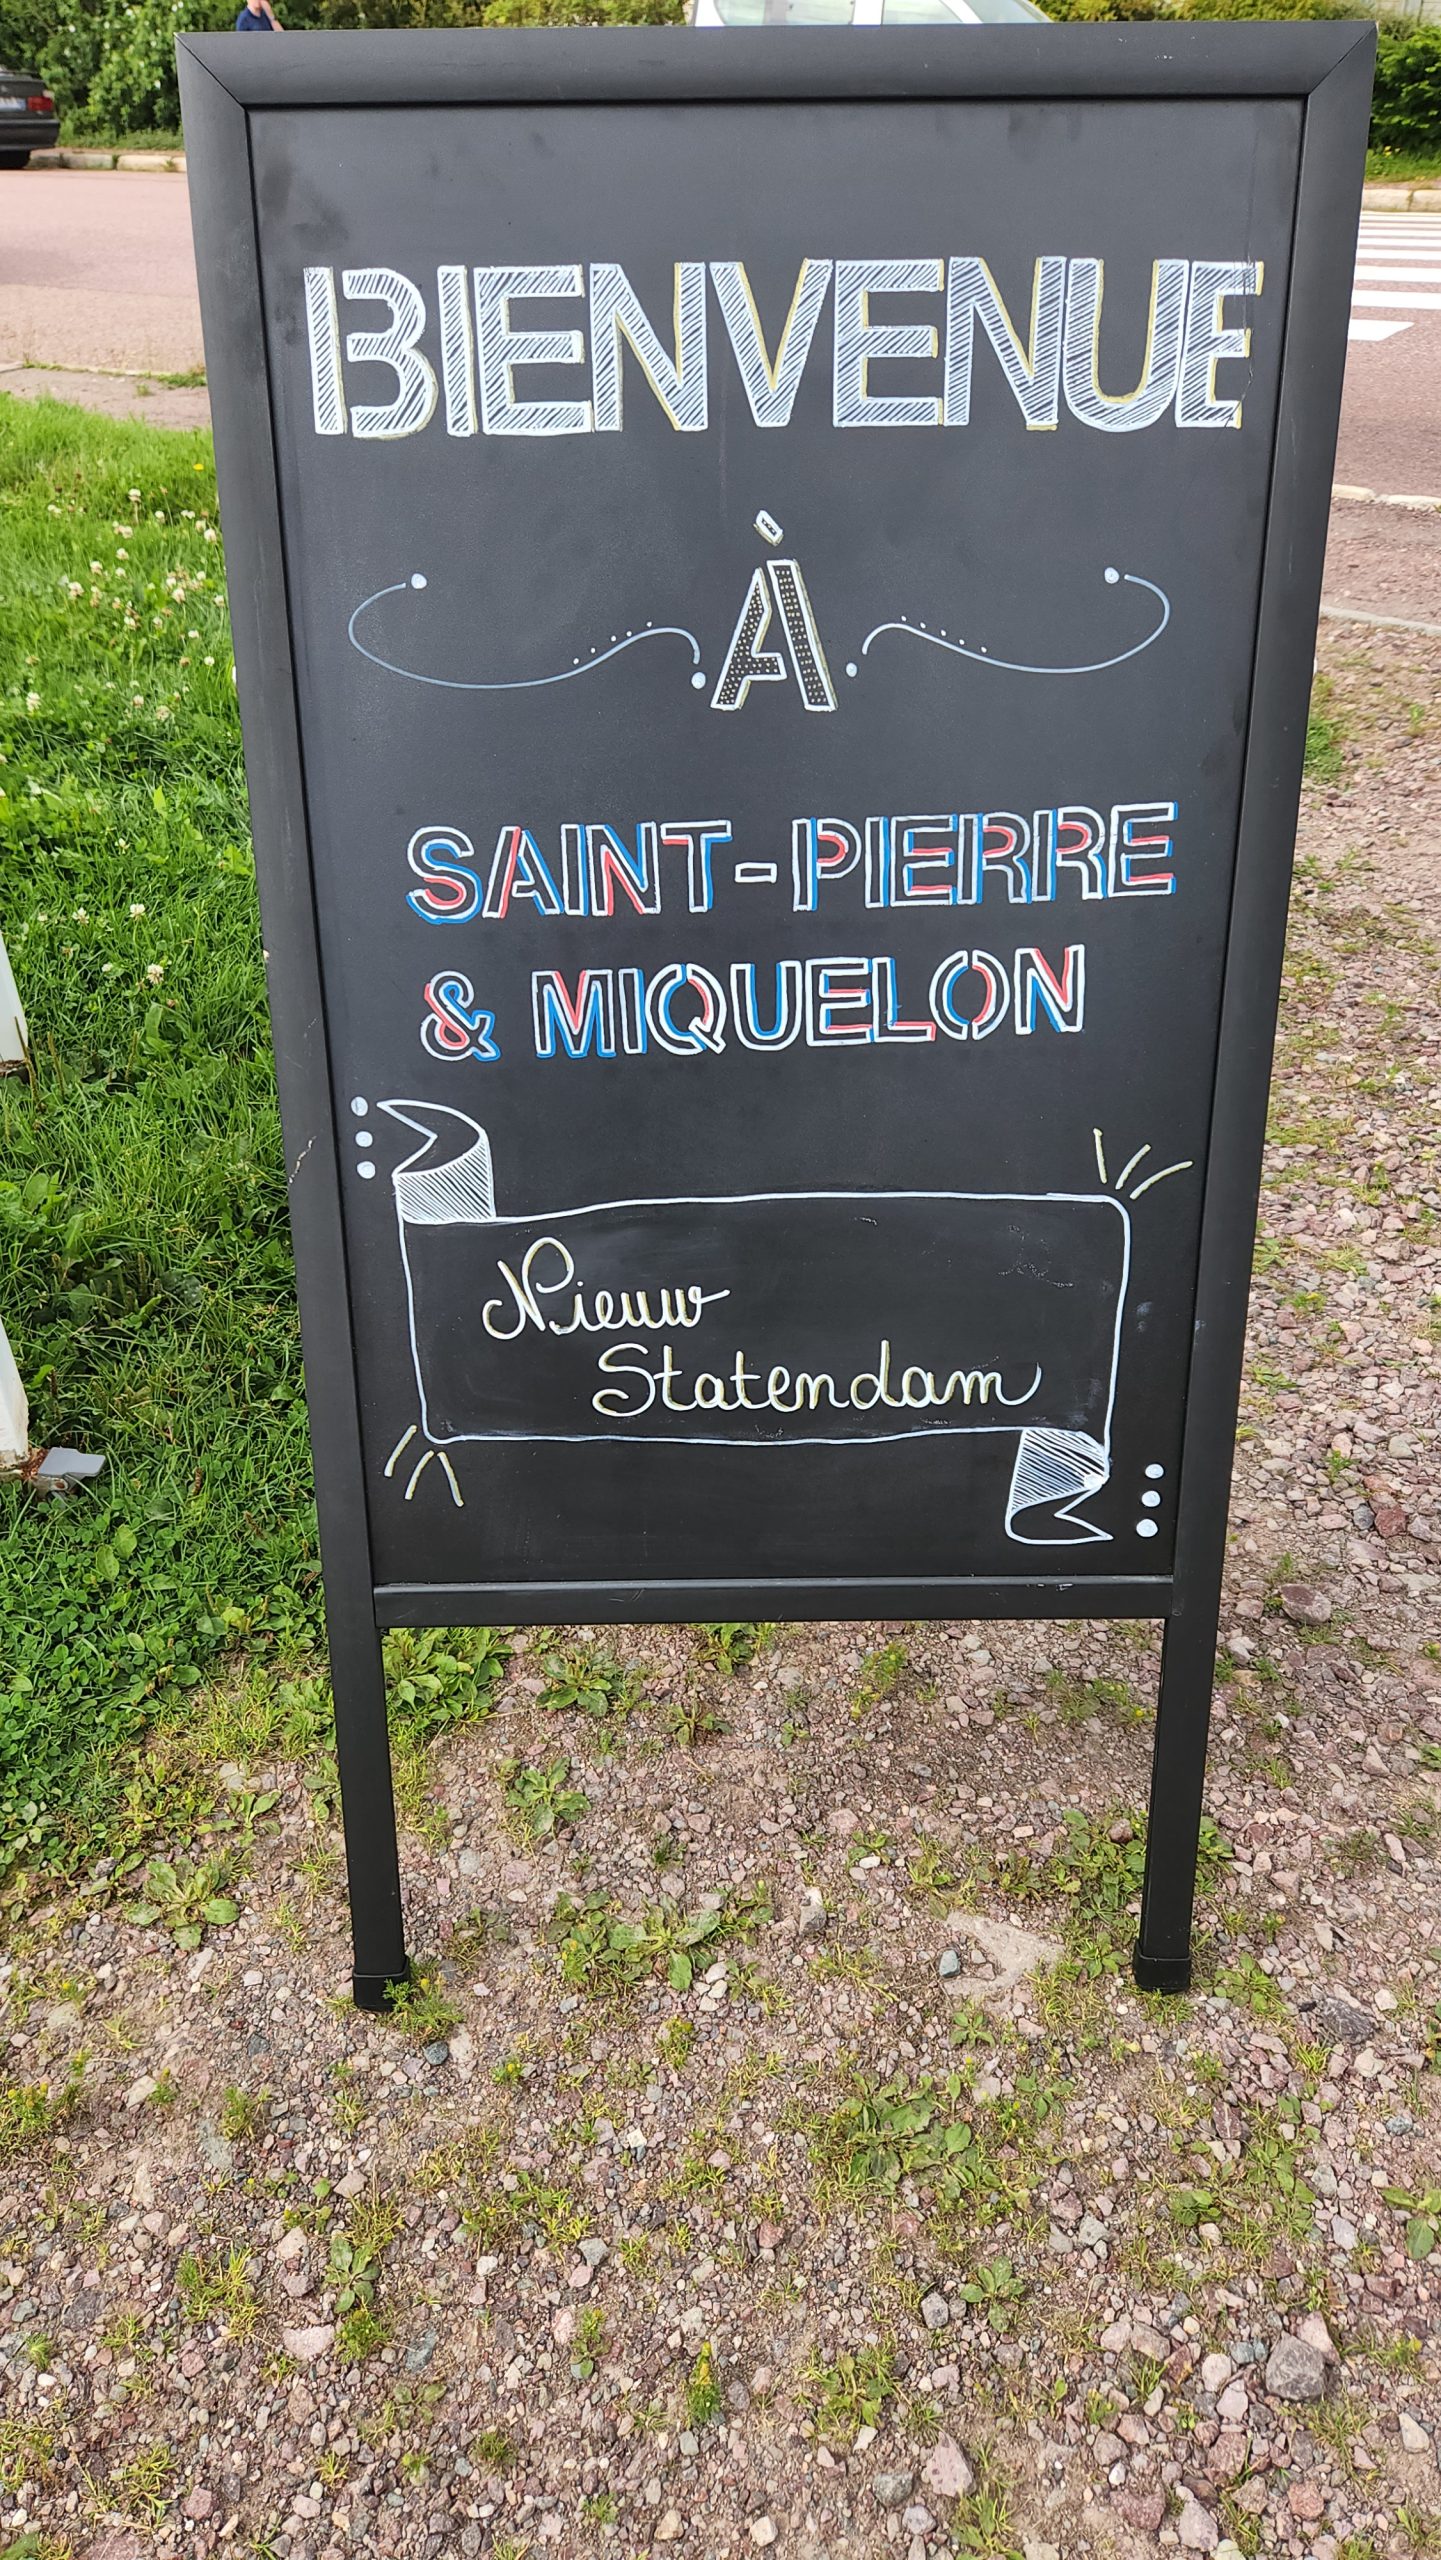 BIENVENUE
À
SAINT-PIERRE
& MIQUELON
Nieuw
Statendam